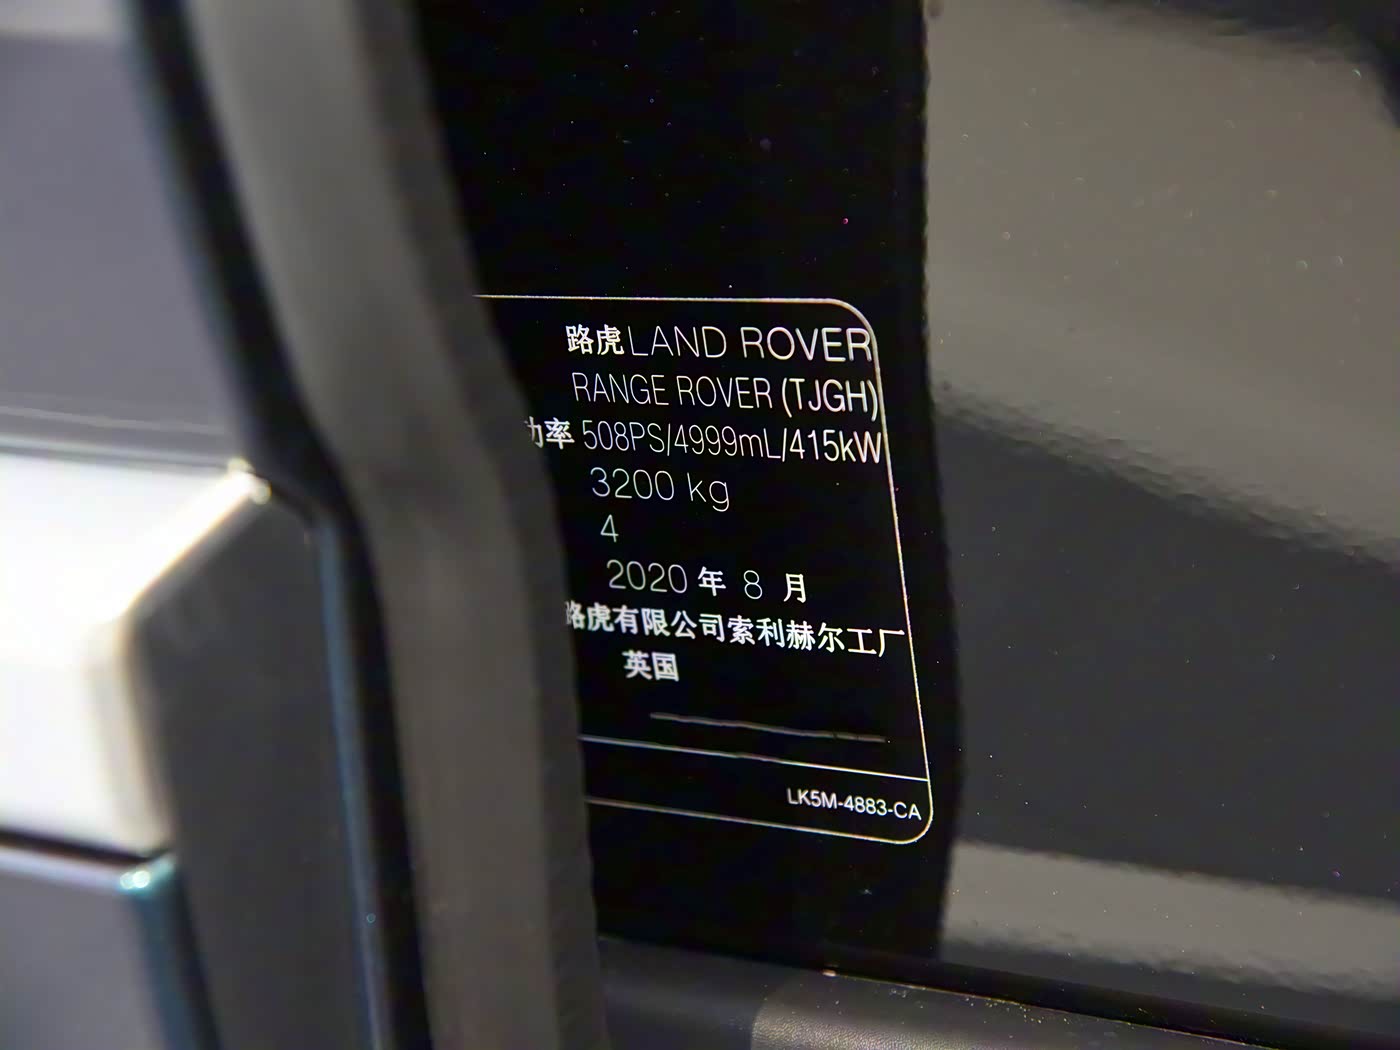 路虎LAND ROVER
RANGE ROVER (TJGH)
功率 508PS/4999mL/415kW
3200 kg
4
2020 年 8 月
路虎有限公司索利赫尔工厂
英国
LK5M-4883-CA